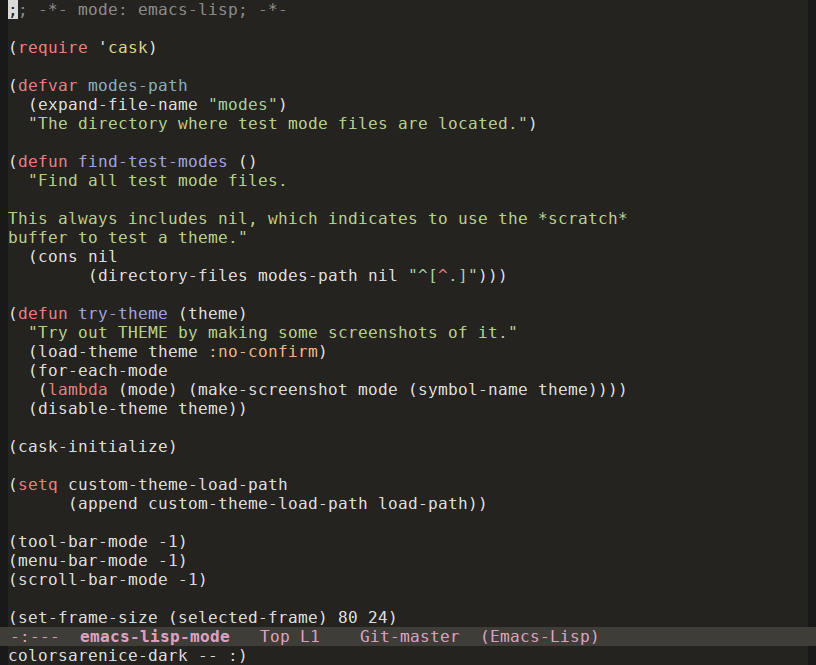 ;; -*- mode: emacs-lisp; -*-

(require 'cask)

(defvar modes-path
  (expand-file-name "modes")
  "The directory where test mode files are located.")

(defun find-test-modes ()
  "Find all test mode files.

This always includes nil, which indicates to use the *scratch*
buffer to test a theme."
  (cons nil
        (directory-files modes-path nil "^[^.]")))

(defun try-theme (theme)
  "Try out THEME by making some screenshots of it."
  (load-theme theme :no-confirm)
  (for-each-mode
   (lambda (mode) (make-screenshot mode (symbol-name theme))))
  (disable-theme theme))

(cask-initialize)

(setq custom-theme-load-path
      (append custom-theme-load-path load-path))

(tool-bar-mode -1)
(menu-bar-mode -1)
(scroll-bar-mode -1)

(set-frame-size (selected-frame) 80 24)
-:---  emacs-lisp-mode   Top L1    Git-master  (Emacs-Lisp)
colorsarenice-dark -- :)